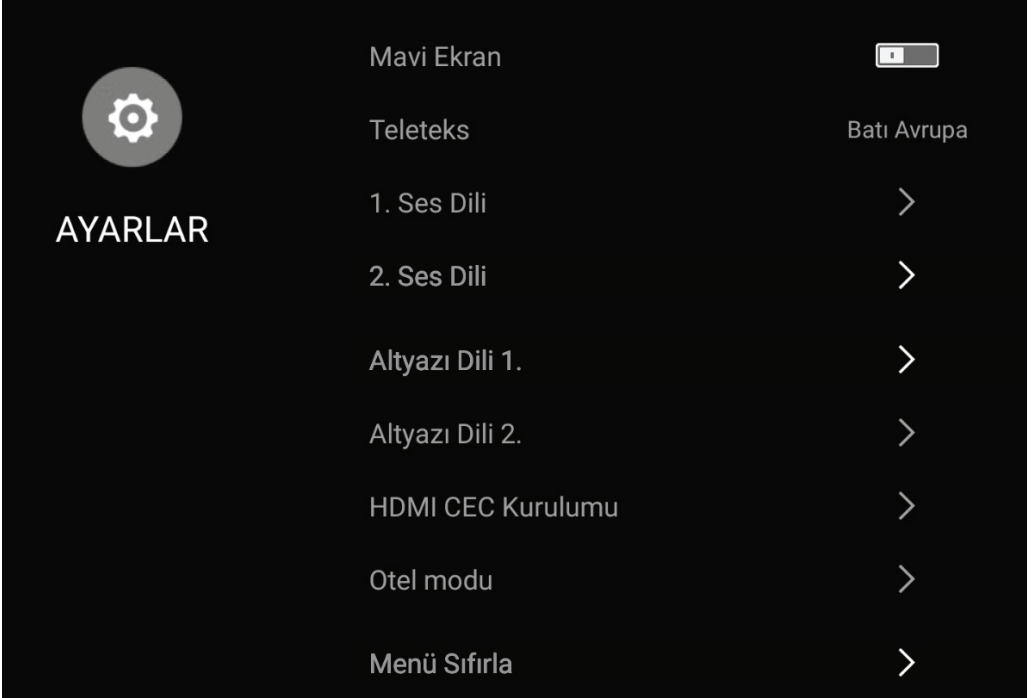 AYARLAR
Mavi Ekran
Teleteks Batı Avrupa
1. Ses Dili
2. Ses Dili
Altyazı Dili 1.
Altyazı Dili 2.
HDMI CEC Kurulumu
Otel modu
Menü Sıfırla